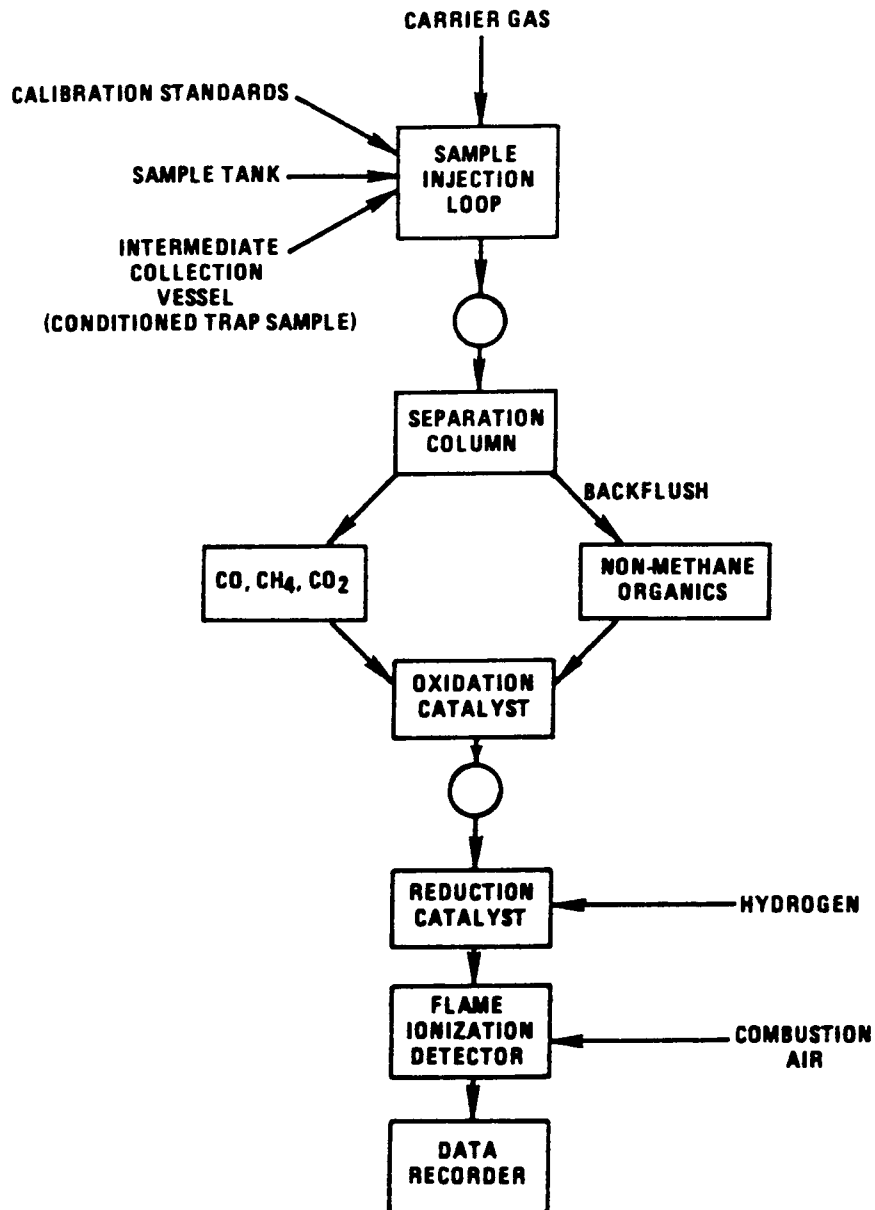 CARRIER GAS
CALIBRATION STANDARDS
SAMPLE
INJECTION
LOOP
SAMPLE TANK
INTERMEDIATE
COLLECTION
VESSEL
(CONDITIONED TRAP SAMPLE)
SEPARATION
COLUMN
BACKFLUSH
CO, CH4, CO2
NON-METHANE
ORGANICS
OXIDATION
CATALYST
REDUCTION
CATALYST
HYDROGEN
FLAME
IONIZATION
DETECTOR
COMBUSTION
AIR
DATA
RECORDER